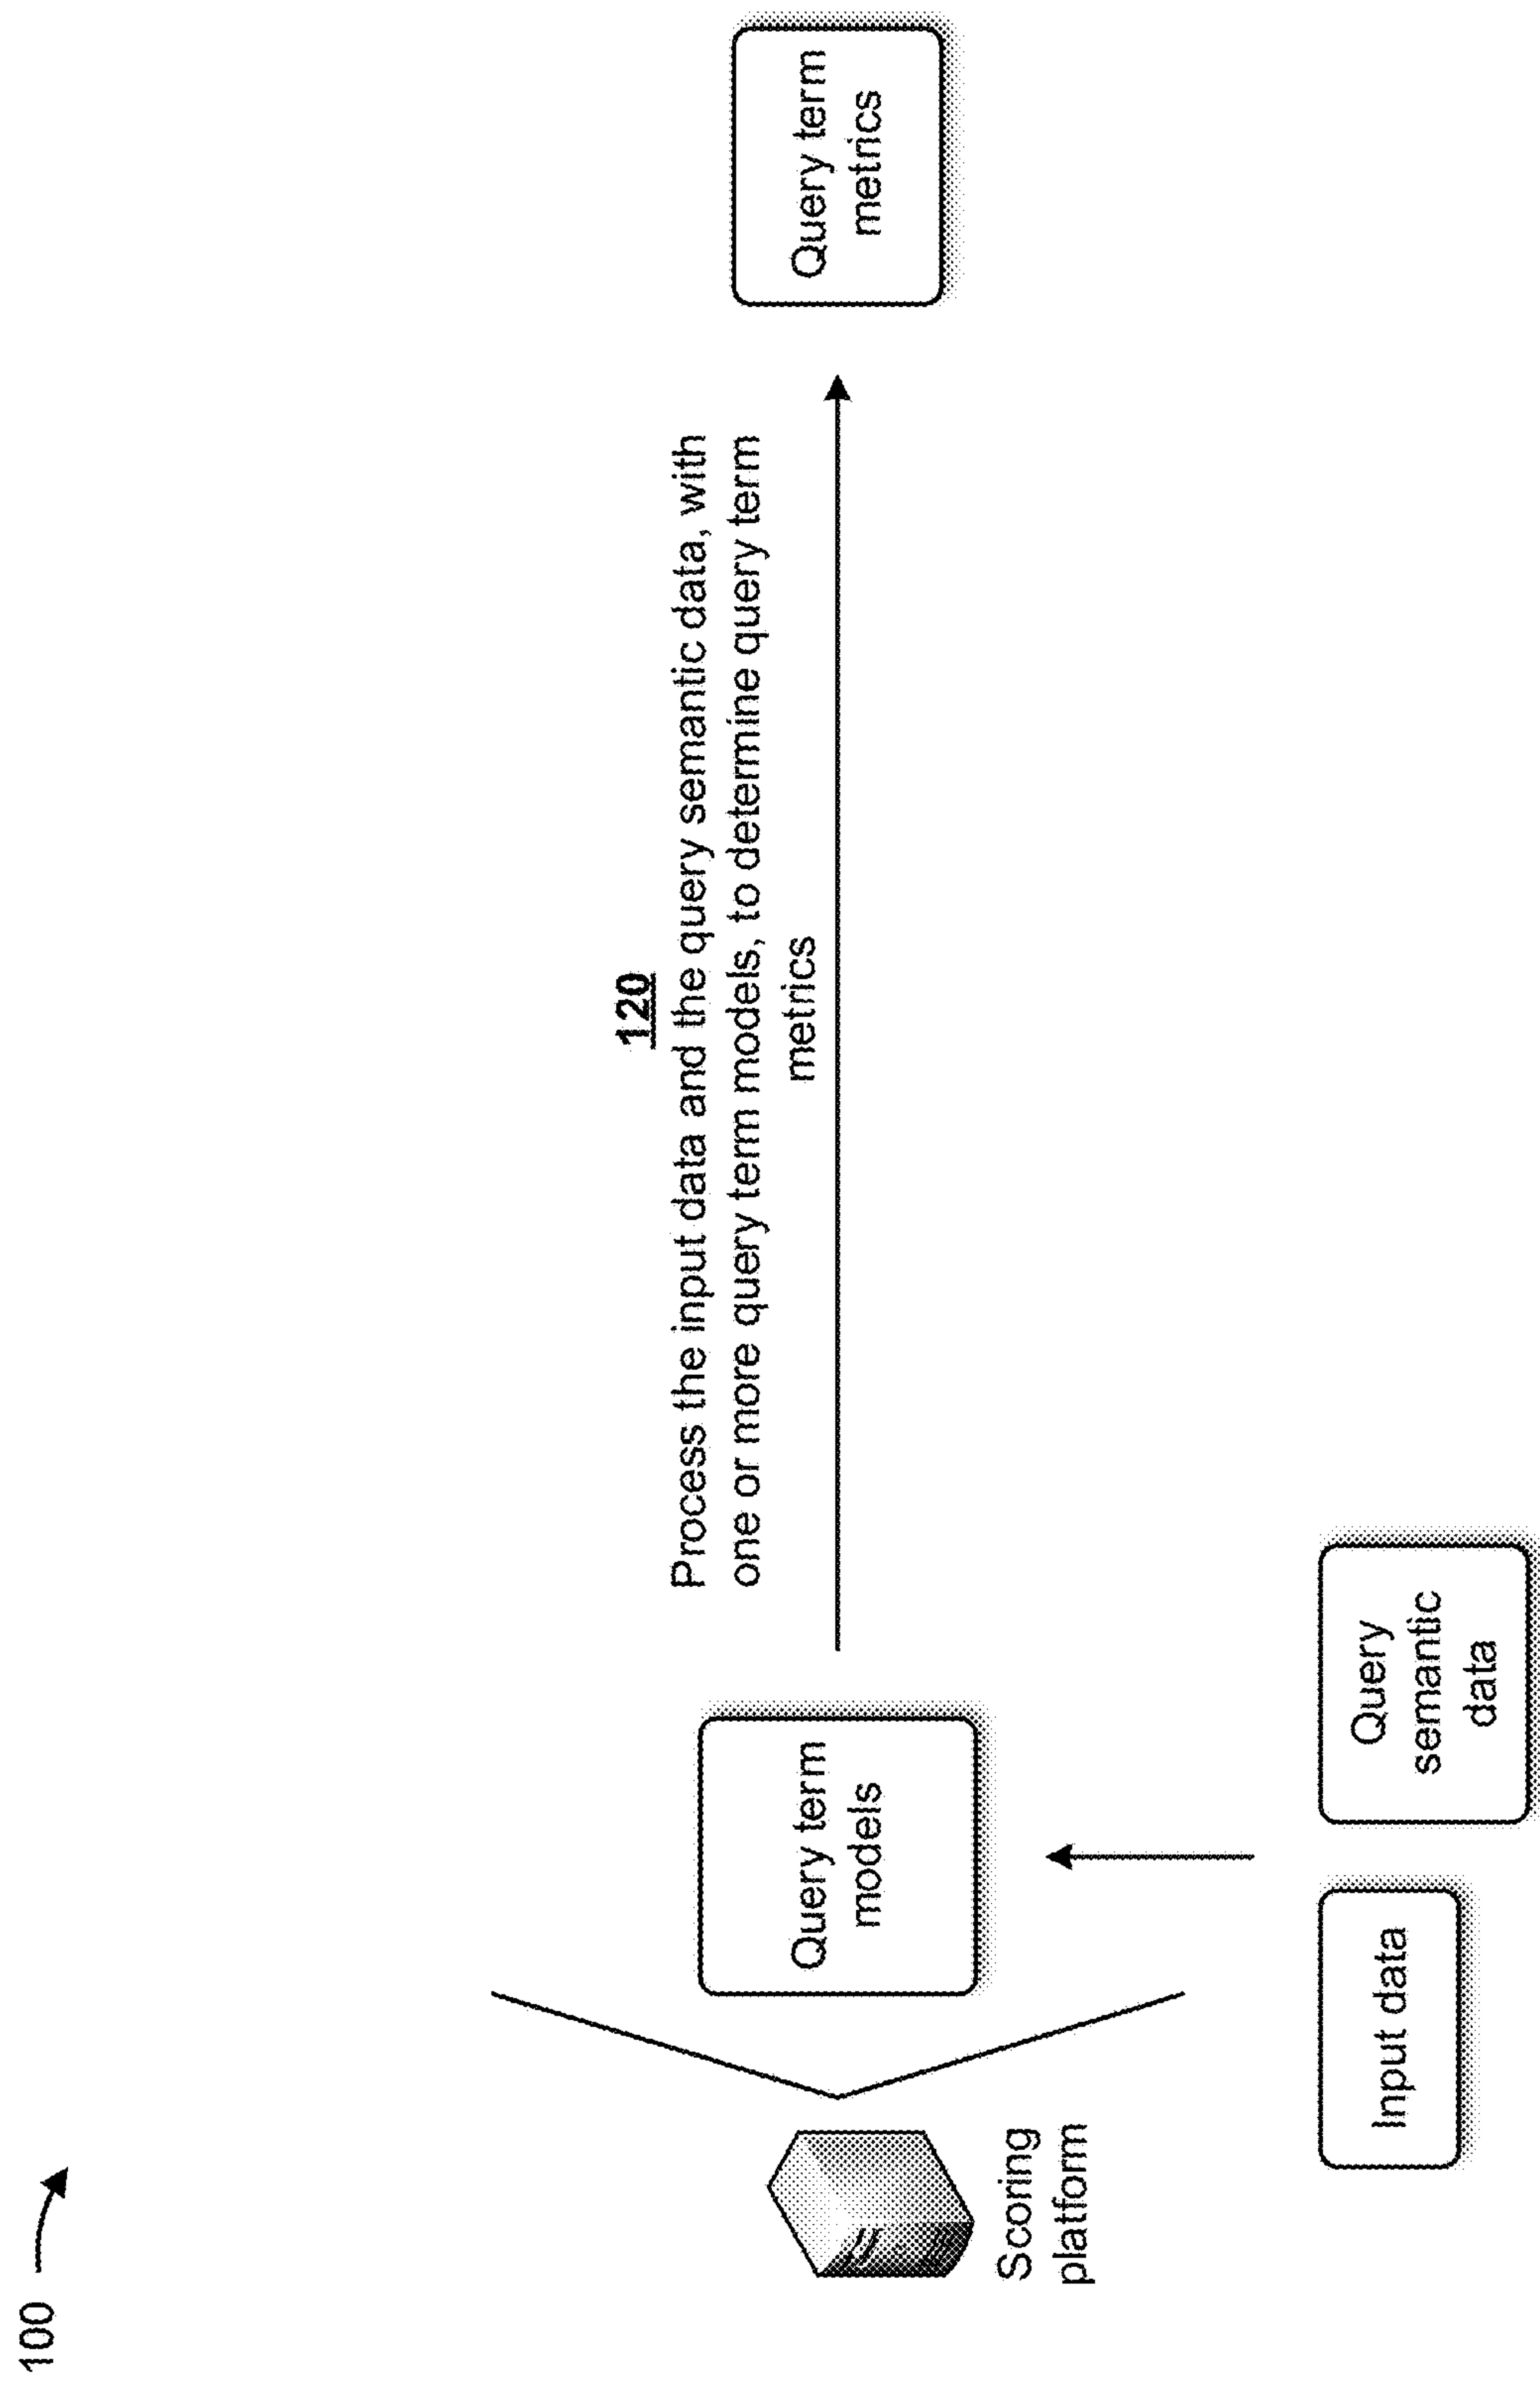 100
120
Process the input data and the query semantic data, with
one or more query term models, to determine query term
metrics
Scoring
platform
Query term
models
Query term
metrics
Input data
Query
semantic
data